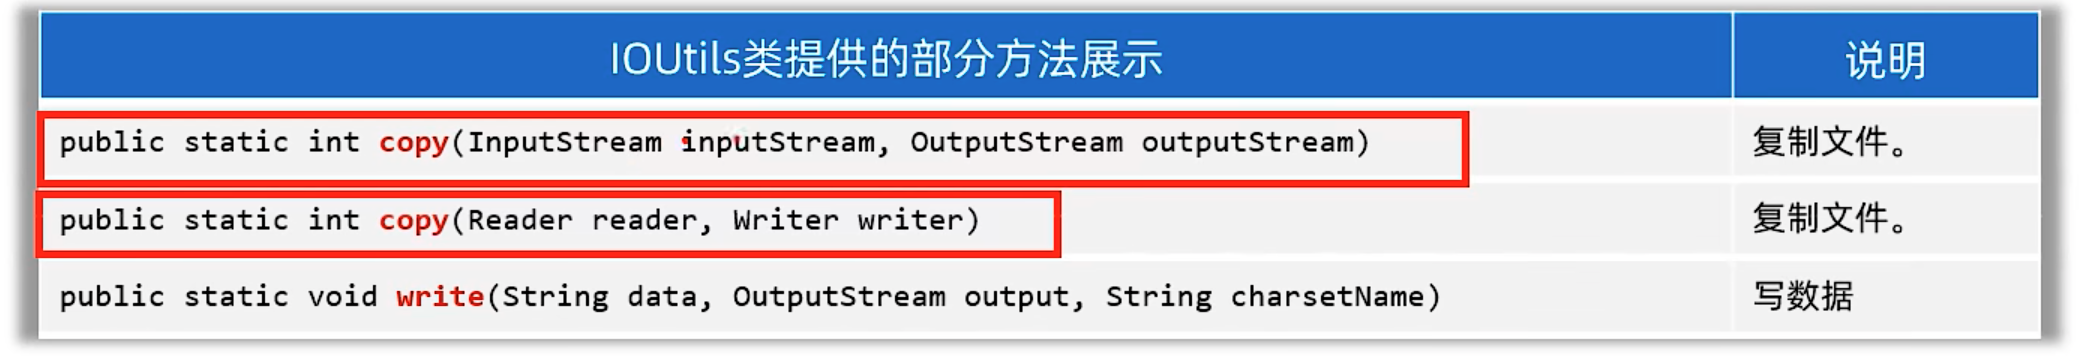 IOUtils类提供的部分方法展示 说明
public static int copy(InputStream inputStream, OutputStream outputStream) 复制文件。
public static int copy(Reader reader, Writer writer) 复制文件。
public static void write(String data, OutputStream output, String charsetName) 写数据